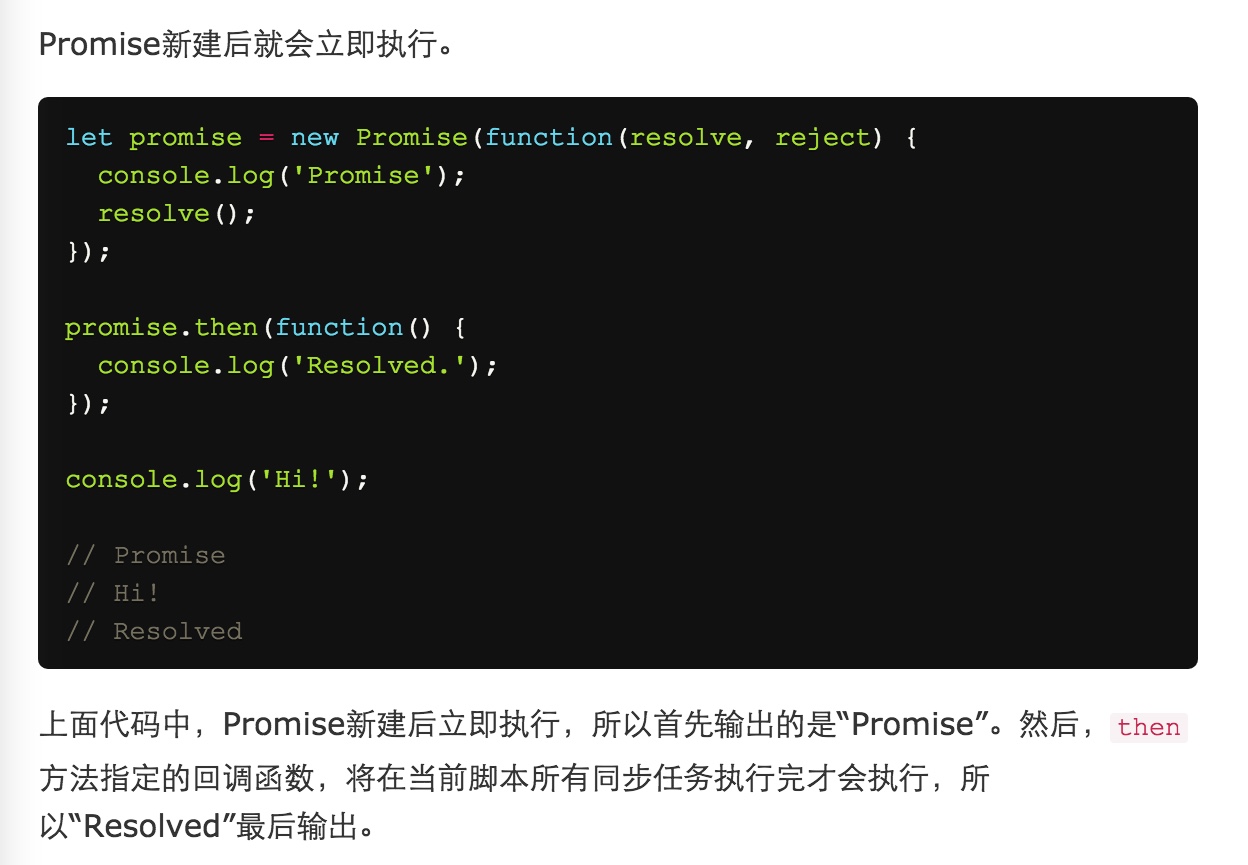 Promise新建后就会立即执行。
let promise = new Promise(function(resolve, reject) {
  console.log('Promise');
  resolve();
});
promise.then(function() {
  console.log('Resolved.');
});
console.log('Hi!');
// Promise
// Hi!
// Resolved
上面代码中，Promise新建后立即执行，所以首先输出的是“Promise”。然后，then
方法指定的回调函数，将在当前脚本所有同步任务执行完才会执行，所
以“Resolved”最后输出。